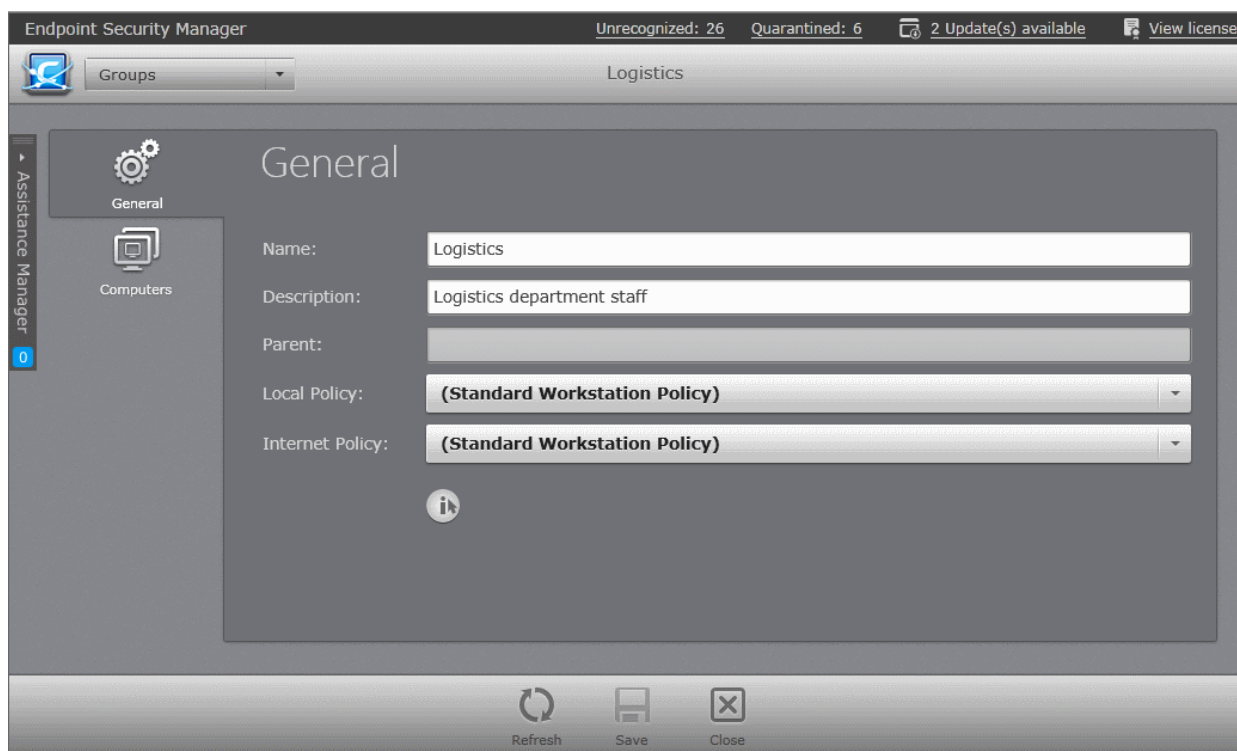 Endpoint Security Manager Unrecognized: 26 Quarantined: 6 2 Update(s) available View license
Groups Logistics
Assistance Manager
0
General
Computers
General
Name: Logistics
Description: Logistics department staff
Parent:
Local Policy: (Standard Workstation Policy)
Internet Policy: (Standard Workstation Policy)
Refresh Save Close